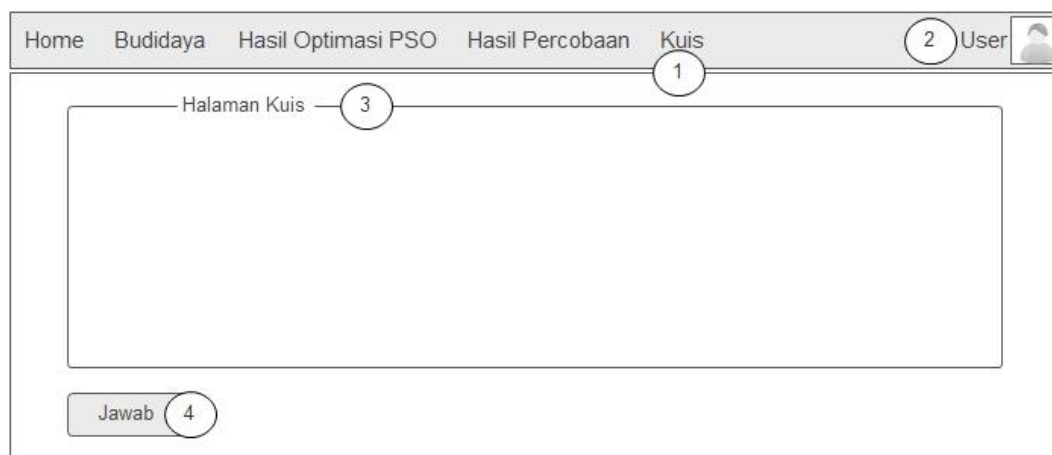 Home Budidaya Hasil Optimasi PSO Hasil Percobaan Kuis 2 User
1
Halaman Kuis 3
Jawab 4